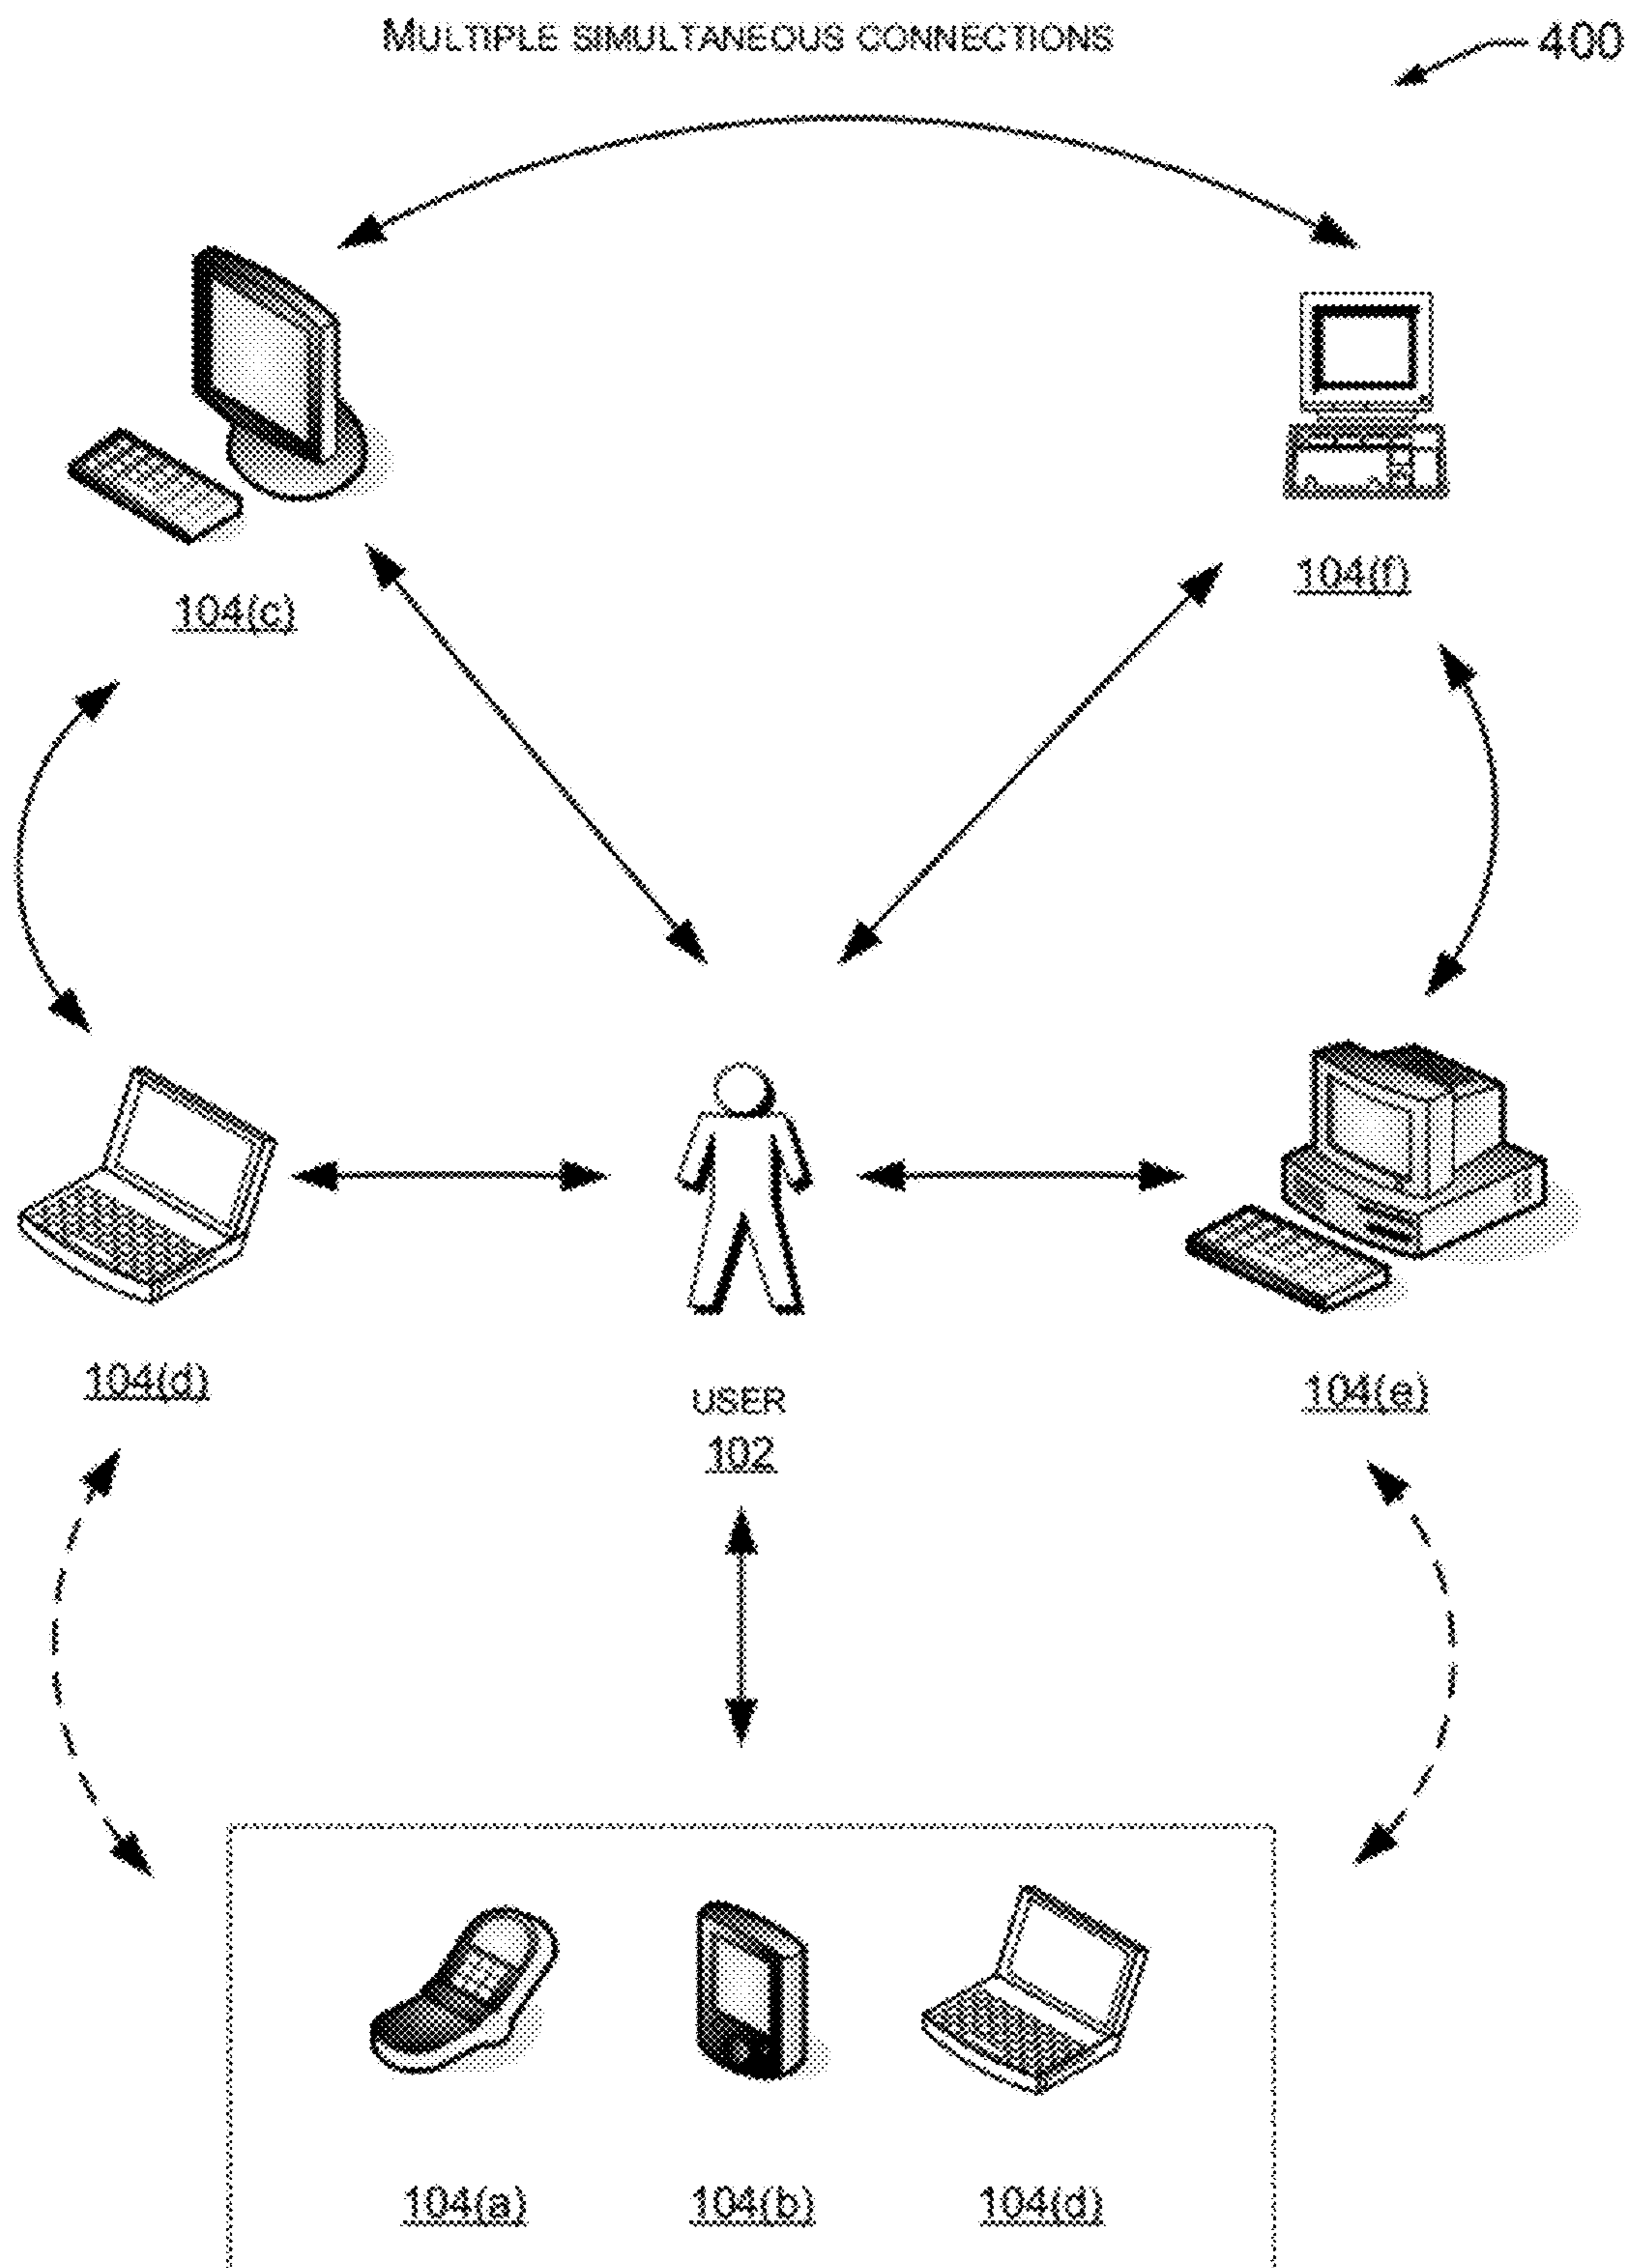 MULTIPLE SIMULTANEOUS CONNECTIONS
400
104(c)
104(f)
104(d)
USER
102
104(e)
104(a)
104(b)
104(d)